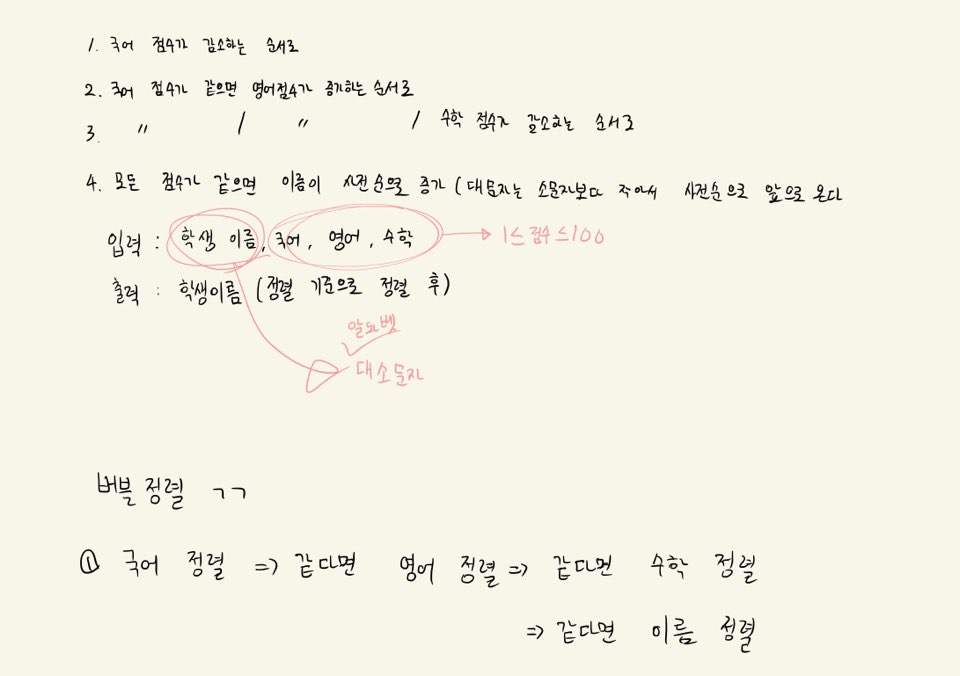 1. 국어 점수가 감소하는 순서로
2. 국어 점수가 같으면 영어점수가 증가하는 순서로
3. 〃 / 〃 / 수학 점수가 감소하는 순서로
4. 모든 점수가 같으면 이름이 사전순으로 증가 (대문자는 소문자보다 작아서 사전순으로 앞으로 온다
입력 : 학생 이름, 국어, 영어, 수학 → 1≤점수≤100
출력 : 학생이름 (정렬 기준으로 정렬 후)
알파벳
대소문자
버블 정렬 ㄱㄱ
① 국어 정렬 => 같다면 영어 정렬 => 같다면 수학 정렬
=> 같다면 이름 정렬